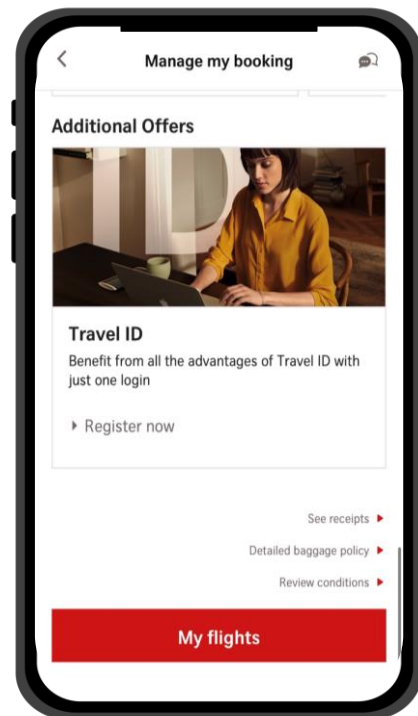 Manage my booking
Additional Offers
ID
Travel ID
Benefit from all the advantages of Travel ID with
just one login
Register now
See receipts
Detailed baggage policy
Review conditions
My flights